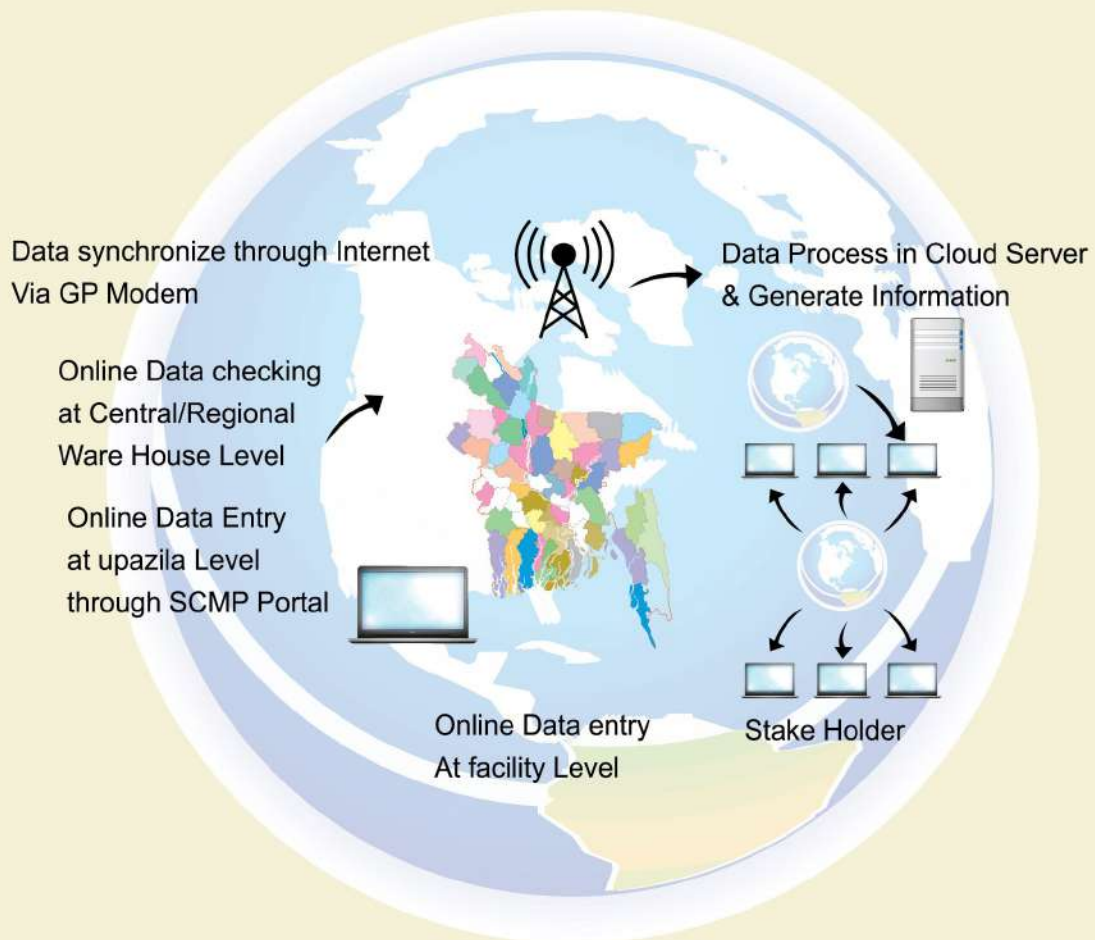 Data synchronize through Internet
Via GP Modem
Data Process in Cloud Server
& Generate Information
Online Data checking
at Central/Regional
Ware House Level
Online Data Entry
at upazila Level
through SCMP Portal
Online Data entry
At facility Level
Stake Holder